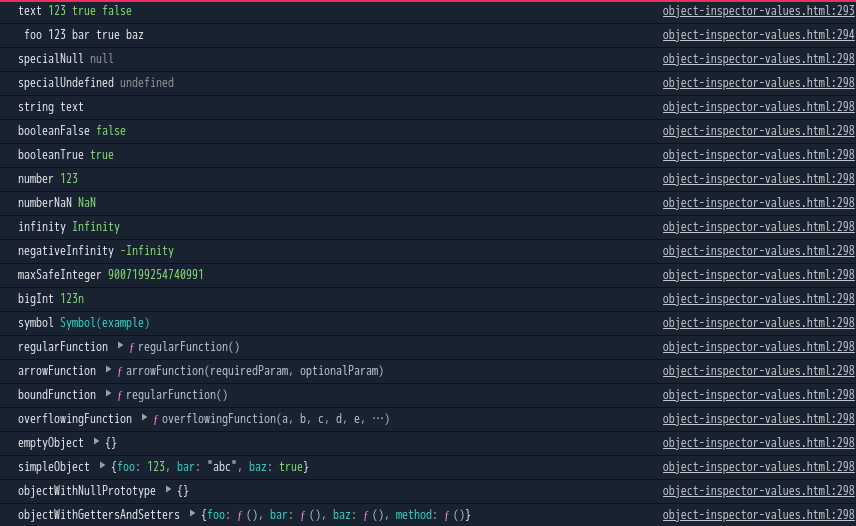 text 123 true false object-inspector-values.html:293
foo 123 bar true baz object-inspector-values.html:294
specialNull null object-inspector-values.html:298
specialUndefined undefined object-inspector-values.html:298
string text object-inspector-values.html:298
booleanFalse false object-inspector-values.html:298
booleanTrue true object-inspector-values.html:298
number 123 object-inspector-values.html:298
numberNaN NaN object-inspector-values.html:298
infinity Infinity object-inspector-values.html:298
negativeInfinity -Infinity object-inspector-values.html:298
maxSafeInteger 9007199254740991 object-inspector-values.html:298
bigInt 123n object-inspector-values.html:298
symbol Symbol(example) object-inspector-values.html:298
regularFunction ▶ ƒ regularFunction() object-inspector-values.html:298
arrowFunction ▶ ƒ arrowFunction(requiredParam, optionalParam) object-inspector-values.html:298
boundFunction ▶ ƒ regularFunction() object-inspector-values.html:298
overflowingFunction ▶ ƒ overflowingFunction(a, b, c, d, e, …) object-inspector-values.html:298
emptyObject ▶ {} object-inspector-values.html:298
simpleObject ▶ {foo: 123, bar: "abc", baz: true} object-inspector-values.html:298
objectWithNullPrototype ▶ {} object-inspector-values.html:298
objectWithGettersAndSetters ▶ {foo: ƒ (), bar: ƒ (), baz: ƒ (), method: ƒ ()} object-inspector-values.html:298